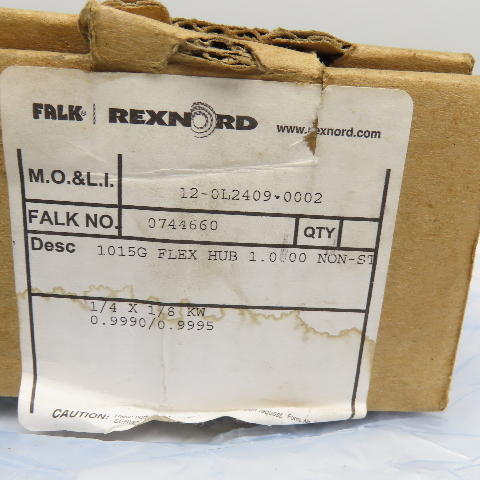 FALK | REXNORD
www.rexnord.com
M.O.&L.I. 12-0L2409-0002
FALK NO. 0744660 QTY
Desc 1015G FLEX HUB 1.0000 NON-ST
1/4 X 1/8 KW
0.9990/0.9995
CAUTION: